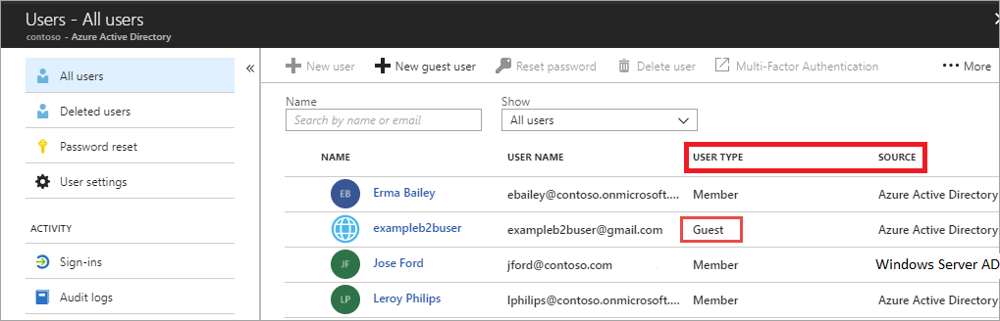 Users - All users
contoso - Azure Active Directory
All users
Deleted users
Password reset
User settings
ACTIVITY
Sign-ins
Audit logs
«
New user New guest user Reset password Delete user Multi-Factor Authentication ••• More
Name Show
Search by name or email All users
NAME USER NAME USER TYPE SOURCE
EB Erma Bailey ebailey@contoso.onmicrosoft.... Member Azure Active Directory
exampleb2buser exampleb2buser@gmail.com Guest Azure Active Directory
JF Jose Ford jford@contoso.com Member Windows Server AD
LP Leroy Philips lphilips@contoso.onmicrosoft.... Member Azure Active Directory